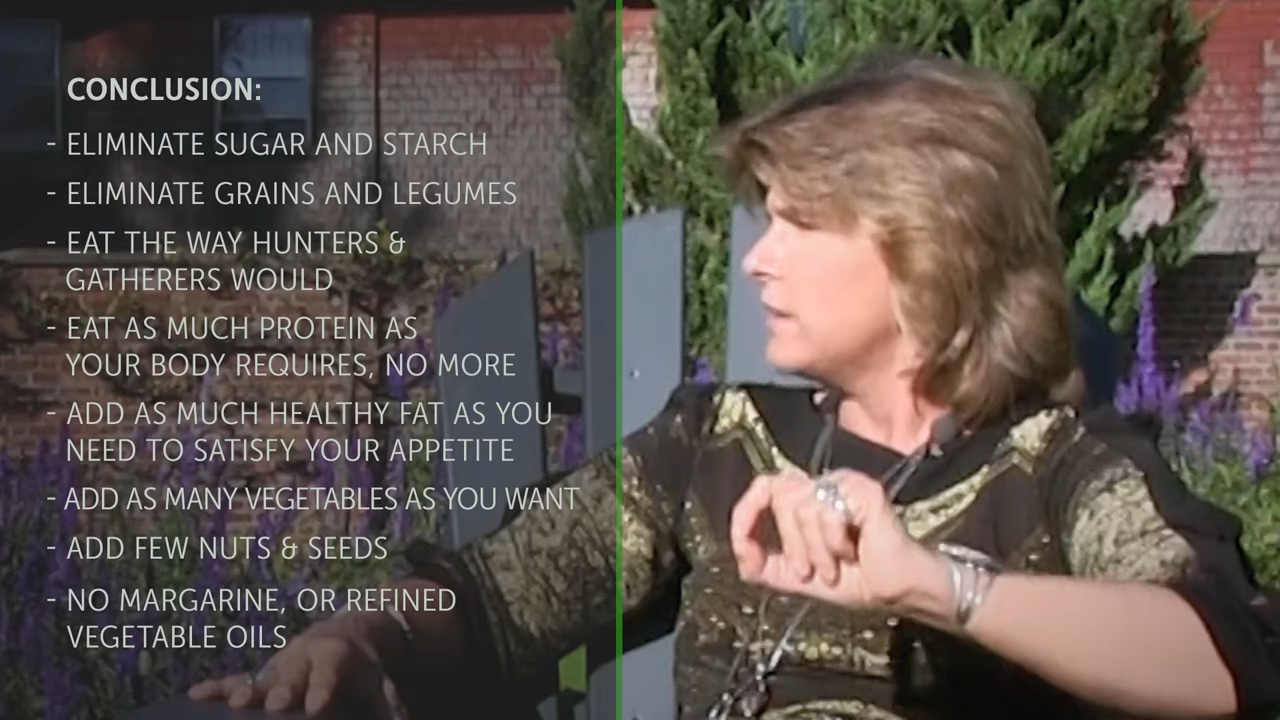 CONCLUSION:
- ELIMINATE SUGAR AND STARCH
- ELIMINATE GRAINS AND LEGUMES
- EAT THE WAY HUNTERS &
GATHERERS WOULD
- EAT AS MUCH PROTEIN AS
YOUR BODY REQUIRES, NO MORE
- ADD AS MUCH HEALTHY FAT AS YOU
NEED TO SATISFY YOUR APPETITE
- ADD AS MANY VEGETABLES AS YOU WANT
- ADD FEW NUTS & SEEDS
- NO MARGARINE, OR REFINED
VEGETABLE OILS